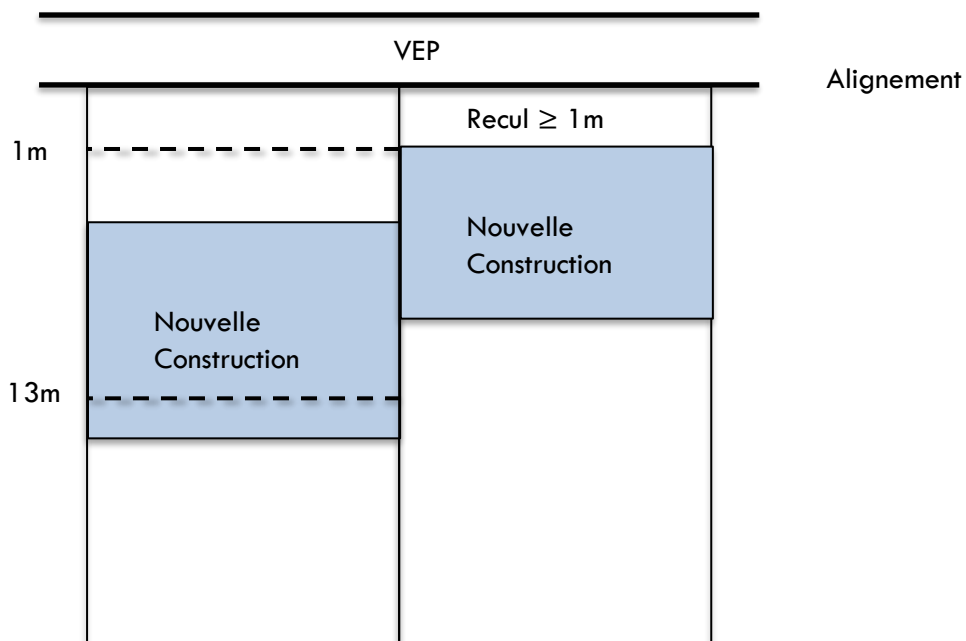 VEP
Alignement
Recul ≥ 1m
1m
Nouvelle
Construction
Nouvelle
Construction
13m